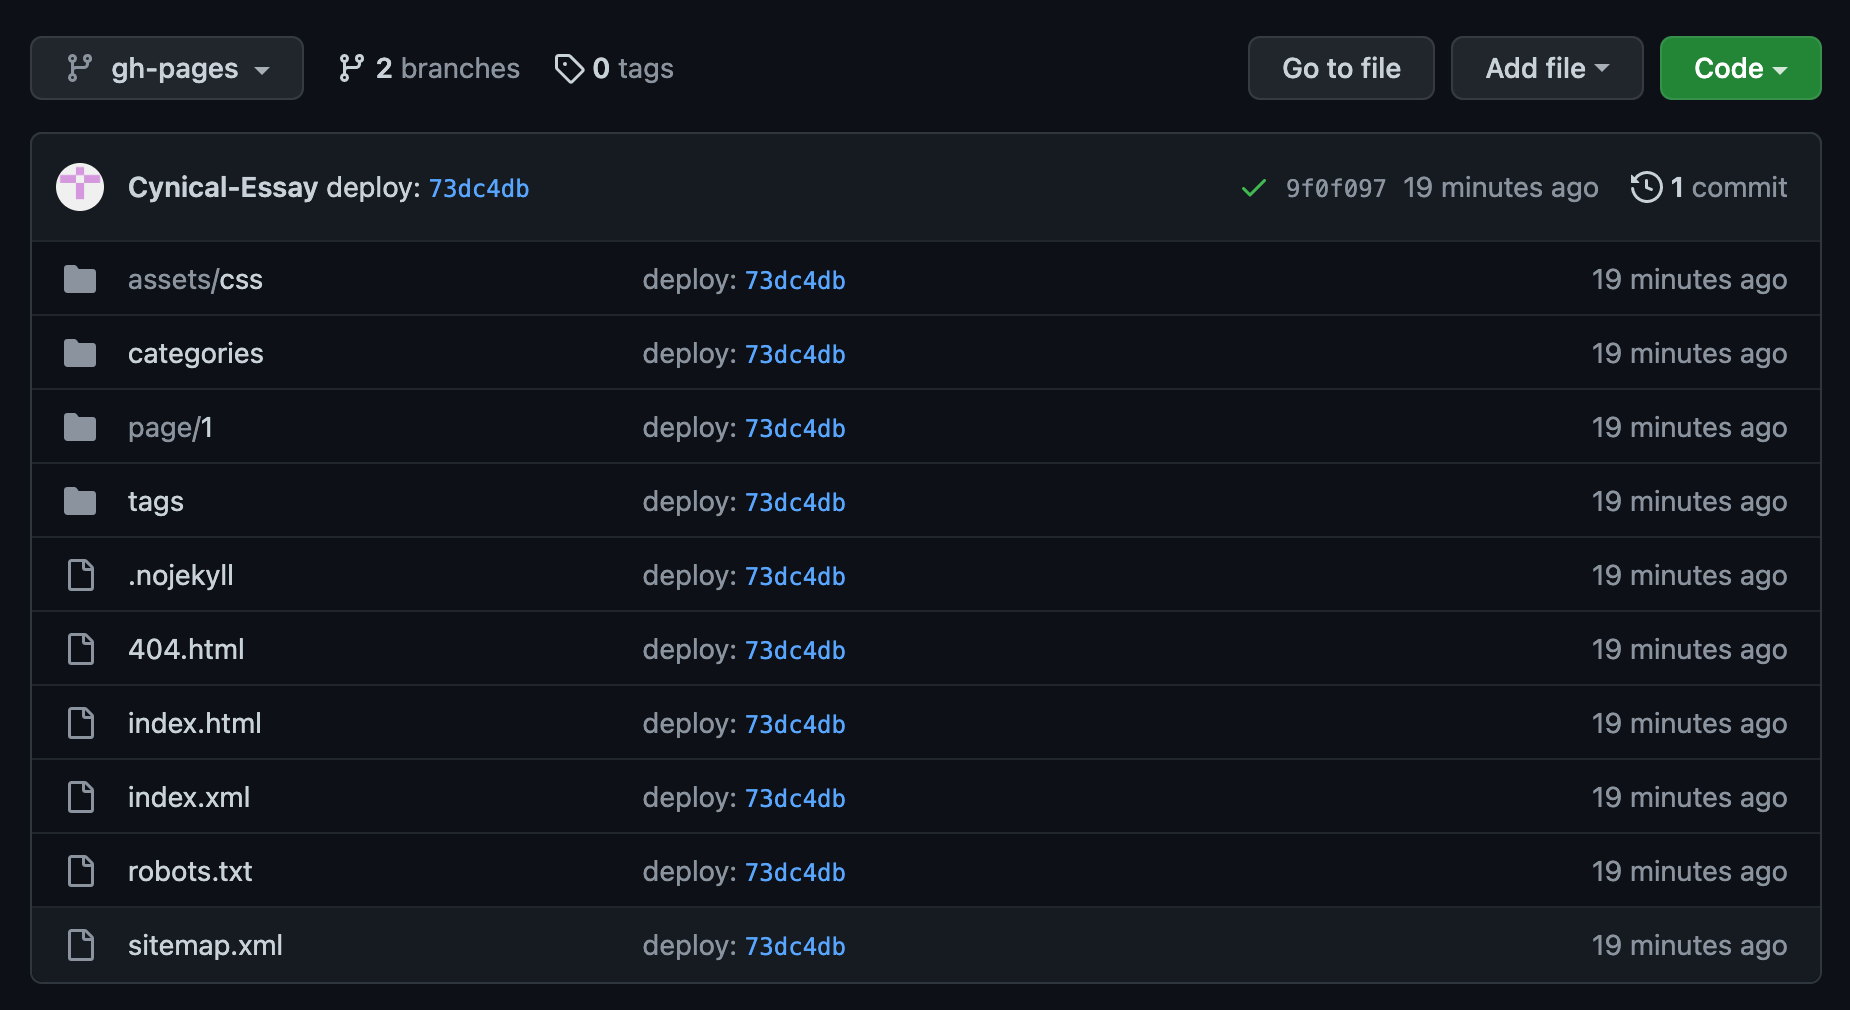 gh-pages 2 branches 0 tags Go to file Add file Code
Cynical-Essay deploy: 73dc4db 9f0f097 19 minutes ago 1 commit
assets/css deploy: 73dc4db 19 minutes ago
categories deploy: 73dc4db 19 minutes ago
page/1 deploy: 73dc4db 19 minutes ago
tags deploy: 73dc4db 19 minutes ago
.nojekyll deploy: 73dc4db 19 minutes ago
404.html deploy: 73dc4db 19 minutes ago
index.html deploy: 73dc4db 19 minutes ago
index.xml deploy: 73dc4db 19 minutes ago
robots.txt deploy: 73dc4db 19 minutes ago
sitemap.xml deploy: 73dc4db 19 minutes ago